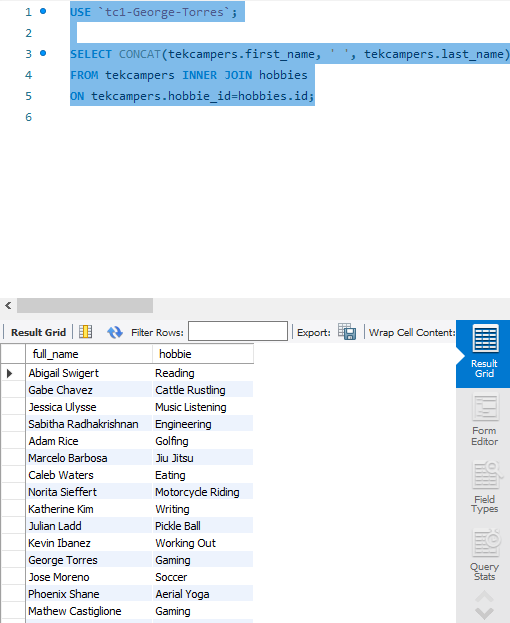 1 USE `tc1-George-Torres`;
2
3 SELECT CONCAT(tekcampers.first_name, ' ', tekcampers.last_name)
4 FROM tekcampers INNER JOIN hobbies
5 ON tekcampers.hobbie_id=hobbies.id;
6
Result Grid Filter Rows: Export: Wrap Cell Content:
full_name hobbie
Abigail Swigert Reading
Gabe Chavez Cattle Rustling
Jessica Ulysse Music Listening
Sabitha Radhakrishnan Engineering
Adam Rice Golfing
Marcelo Barbosa Jiu Jitsu
Caleb Waters Eating
Norita Sieffert Motorcycle Riding
Katherine Kim Writing
Julian Ladd Pickle Ball
Kevin Ibanez Working Out
George Torres Gaming
Jose Moreno Soccer
Phoenix Shane Aerial Yoga
Mathew Castiglione Gaming
Result
Grid
Form
Editor
Field
Types
Query
Stats